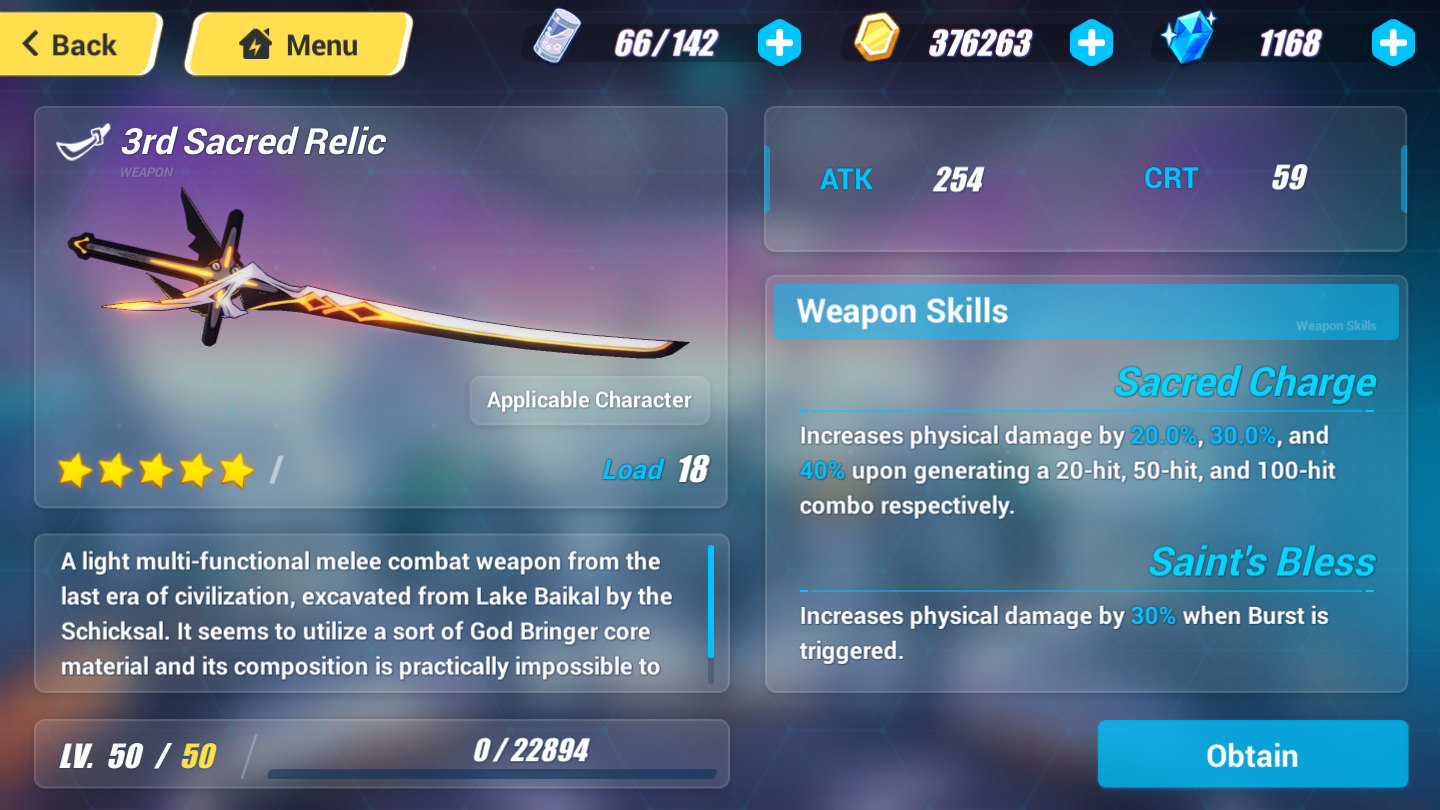 Back
Menu
66/142
376263
1168
3rd Sacred Relic
WEAPON
Applicable Character
/
Load 18
A light multi-functional melee combat weapon from the
last era of civilization, excavated from Lake Baikal by the
Schicksal. It seems to utilize a sort of God Bringer core
material and its composition is practically impossible to
LV. 50 / 50
0/22894
ATK 254
CRT 59
Weapon Skills
Weapon Skills
Sacred Charge
Increases physical damage by 20.0%, 30.0%, and
40% upon generating a 20-hit, 50-hit, and 100-hit
combo respectively.
Saint's Bless
Increases physical damage by 30% when Burst is
triggered.
Obtain